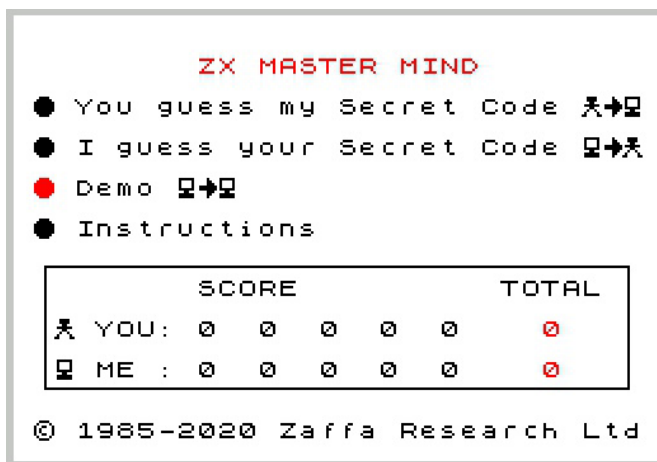 ZX MASTER MIND
You guess my Secret Code
I guess your Secret Code
Demo
Instructions
SCORE TOTAL
YOU: 0 0 0 0 0 0
ME : 0 0 0 0 0 0
© 1985-2020 Zaffa Research Ltd